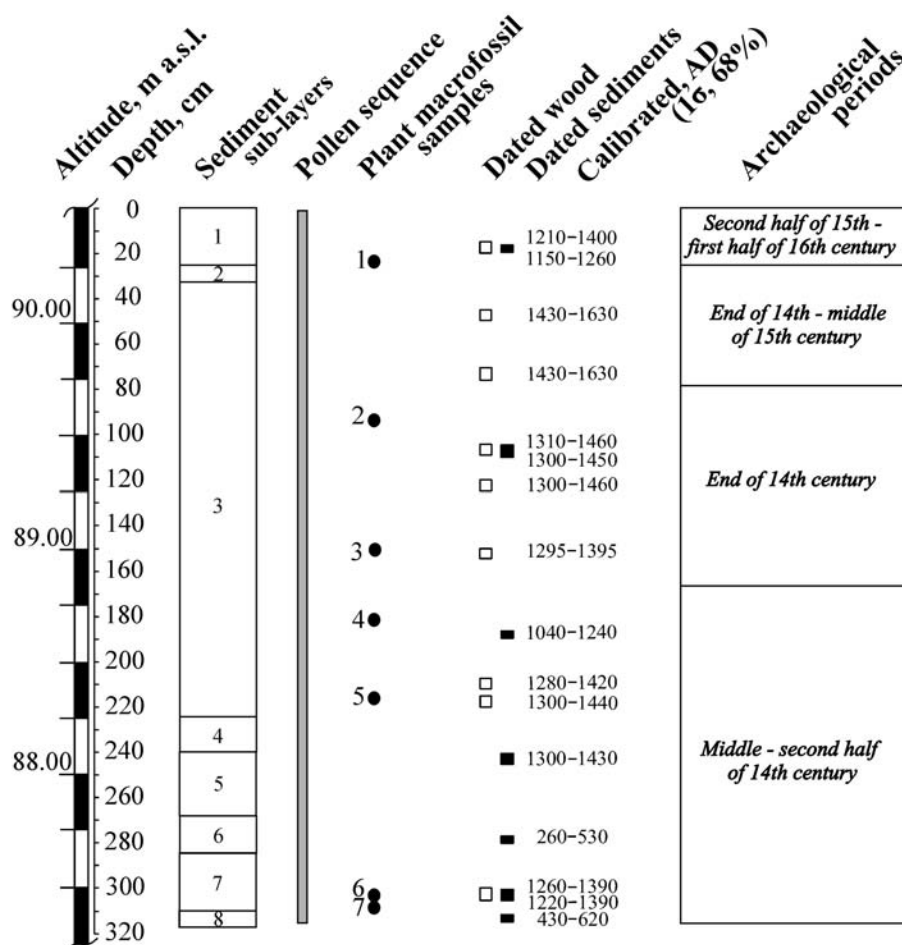 Altitude, m a.s.l.
Depth, cm
Sediment
sub-layers
Pollen sequence
Plant macrofossil
samples
Dated wood
Dated sediments
Calibrated, AD
(1σ, 68%)
Archaeological
periods
90.00
89.00
88.00
0
20
40
60
80
100
120
140
160
180
200
220
240
260
280
300
320
1
2
3
4
5
6
7
8
1
2
3
4
5
6
7
1210–1400
1150–1260
1430–1630
1430–1630
1310–1460
1300–1450
1300–1460
1295–1395
1040–1240
1280–1420
1300–1440
1300–1430
260–530
1260–1390
1220–1390
430–620
Second half of 15th -
first half of 16th century
End of 14th - middle
of 15th century
End of 14th century
Middle - second half
of 14th century